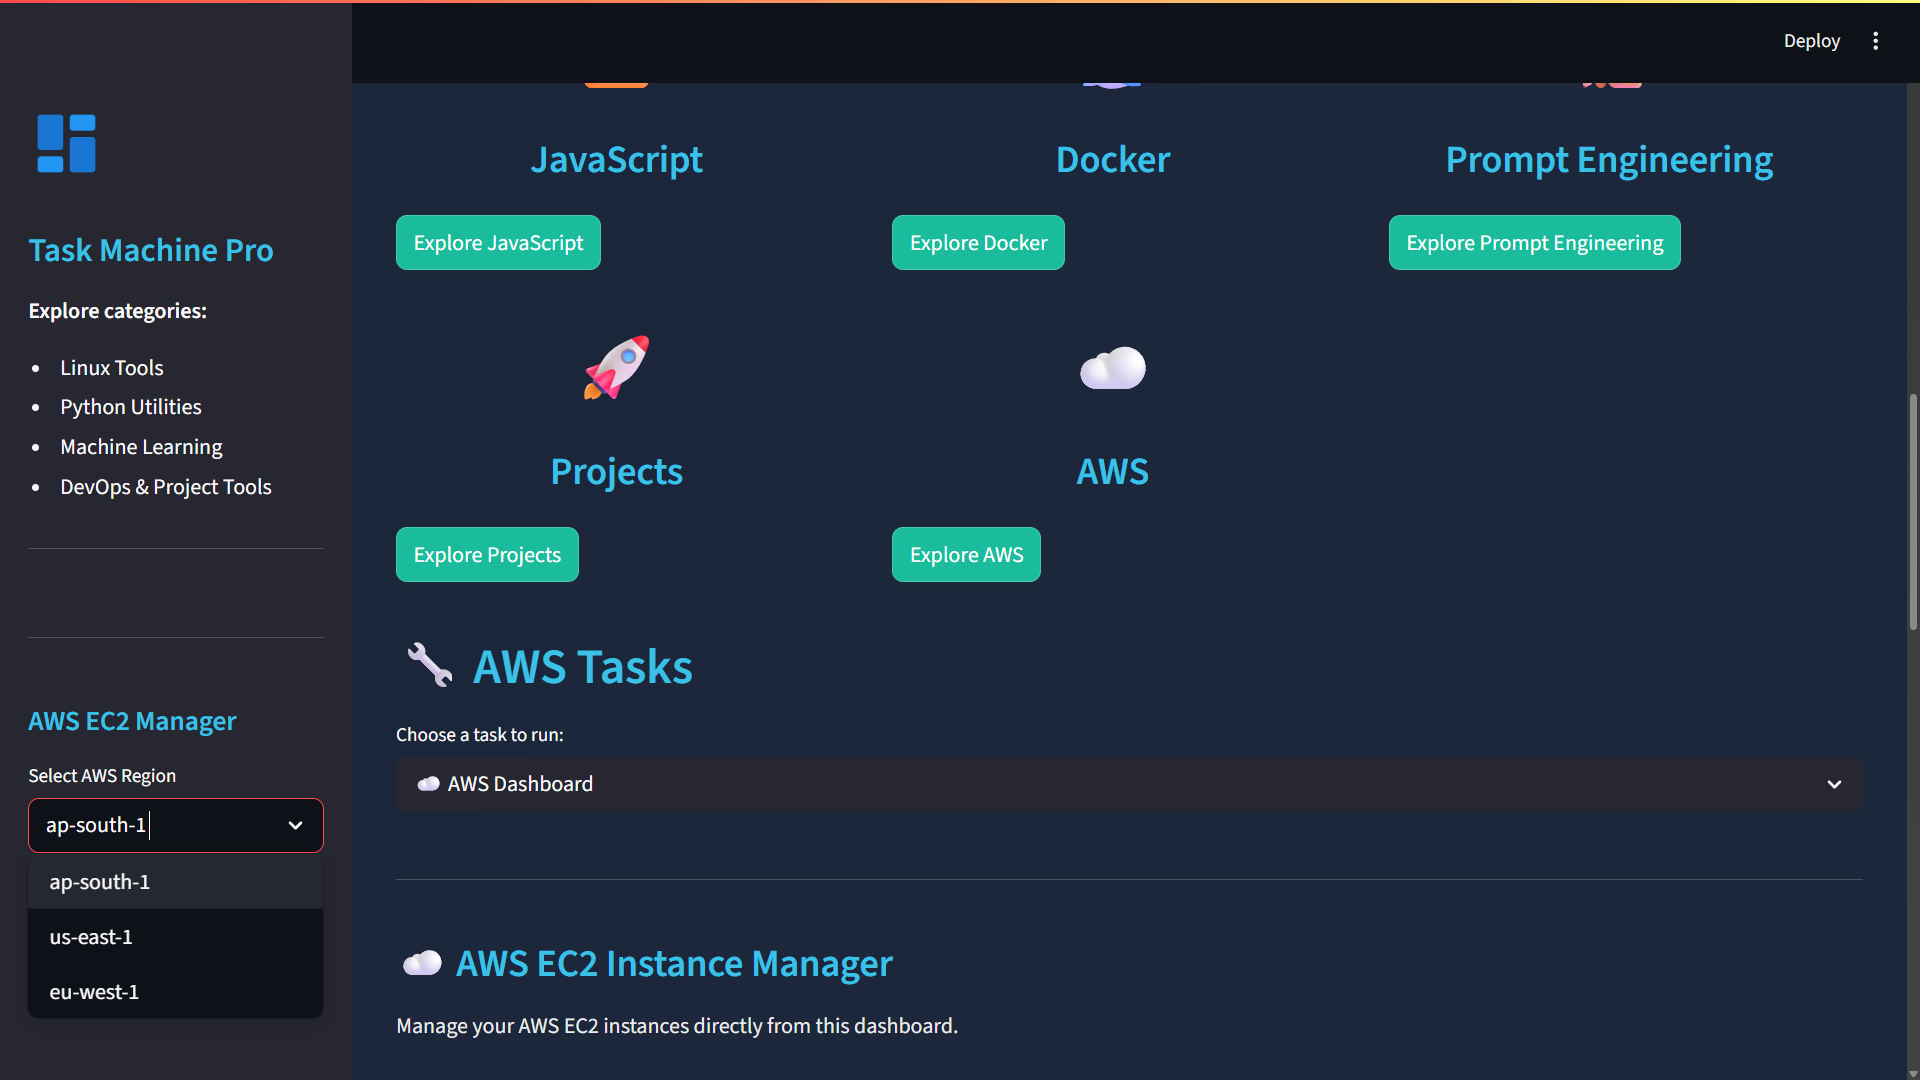 Deploy
Task Machine Pro
Explore categories:
Linux Tools
Python Utilities
Machine Learning
DevOps & Project Tools
AWS EC2 Manager
Select AWS Region
ap-south-1
ap-south-1
us-east-1
eu-west-1
JavaScript
Docker
Prompt Engineering
Explore JavaScript
Explore Docker
Explore Prompt Engineering
Projects
AWS
Explore Projects
Explore AWS
AWS Tasks
Choose a task to run:
AWS Dashboard
AWS EC2 Instance Manager
Manage your AWS EC2 instances directly from this dashboard.